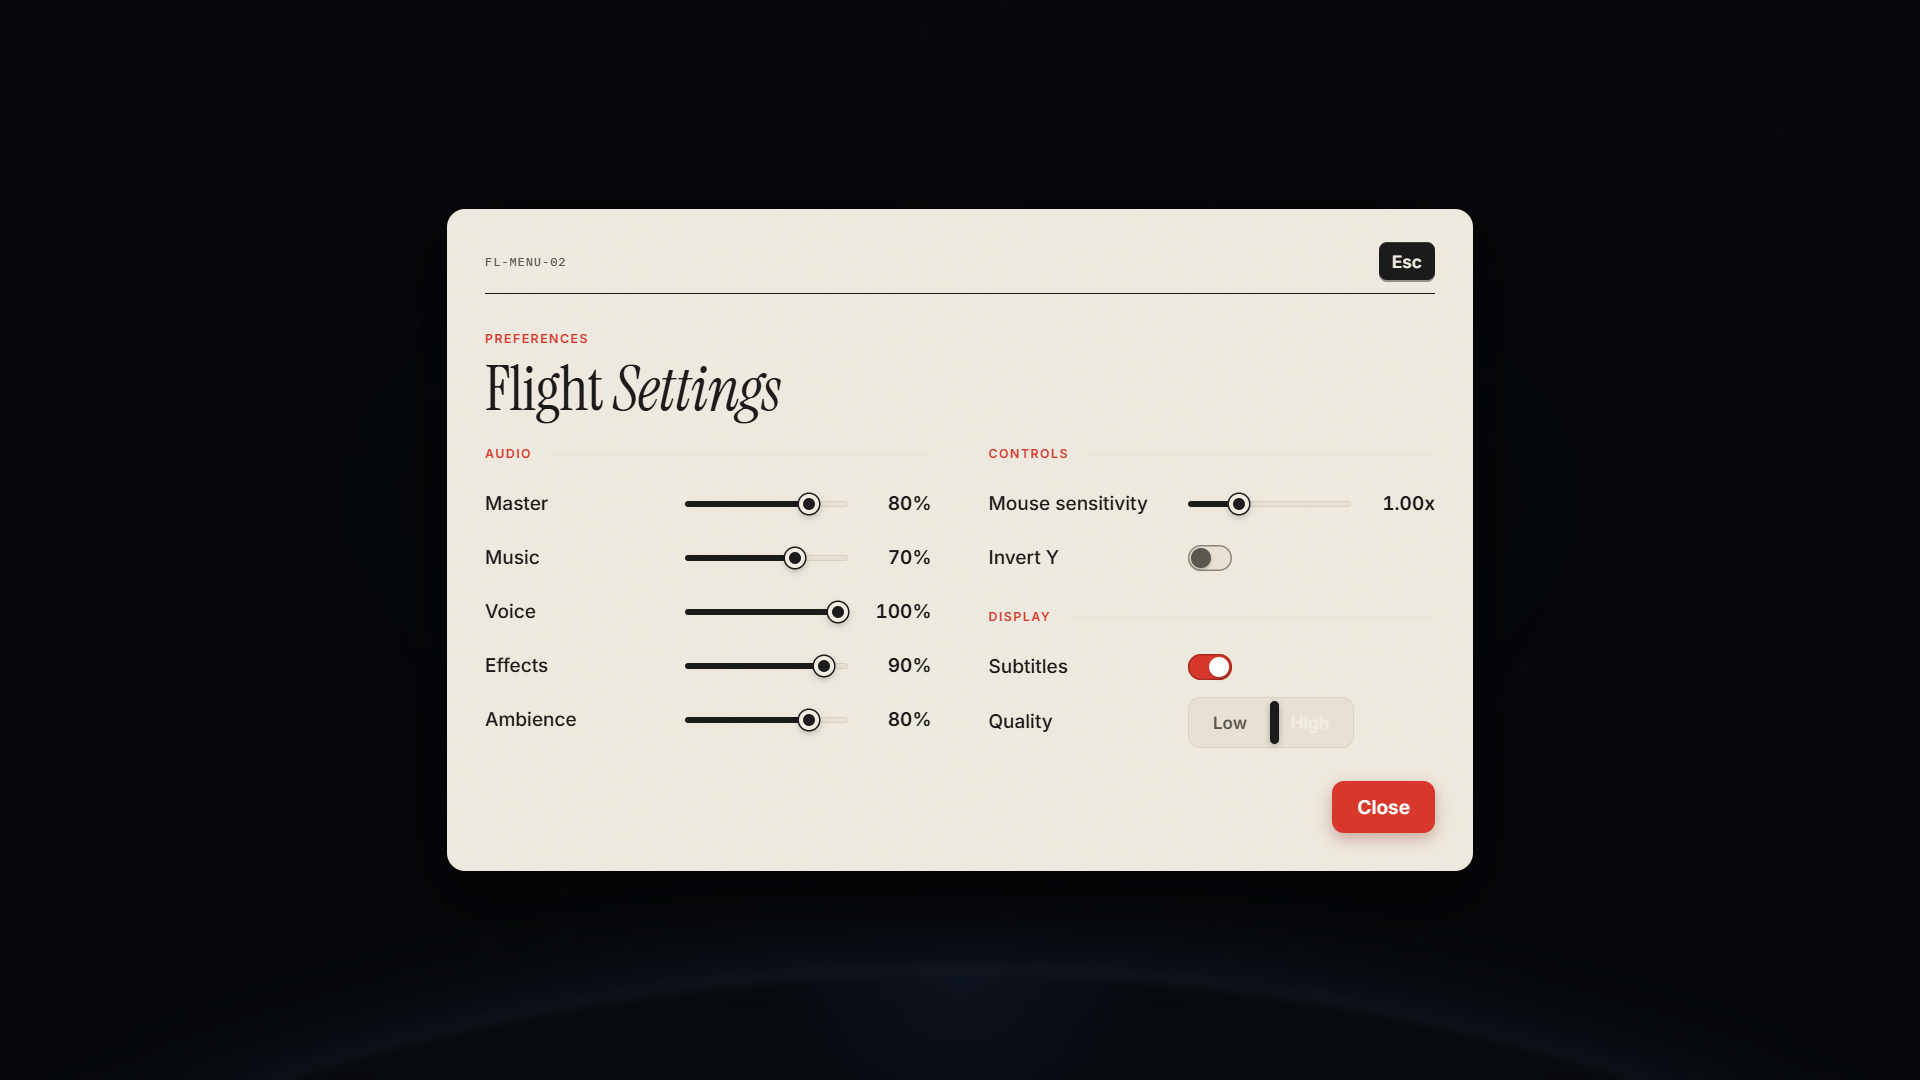 FL-MENU-02
Esc
PREFERENCES
Flight Settings
AUDIO
Master 80%
Music 70%
Voice 100%
Effects 90%
Ambience 80%
CONTROLS
Mouse sensitivity 1.00x
Invert Y
DISPLAY
Subtitles
Quality Low High
Close